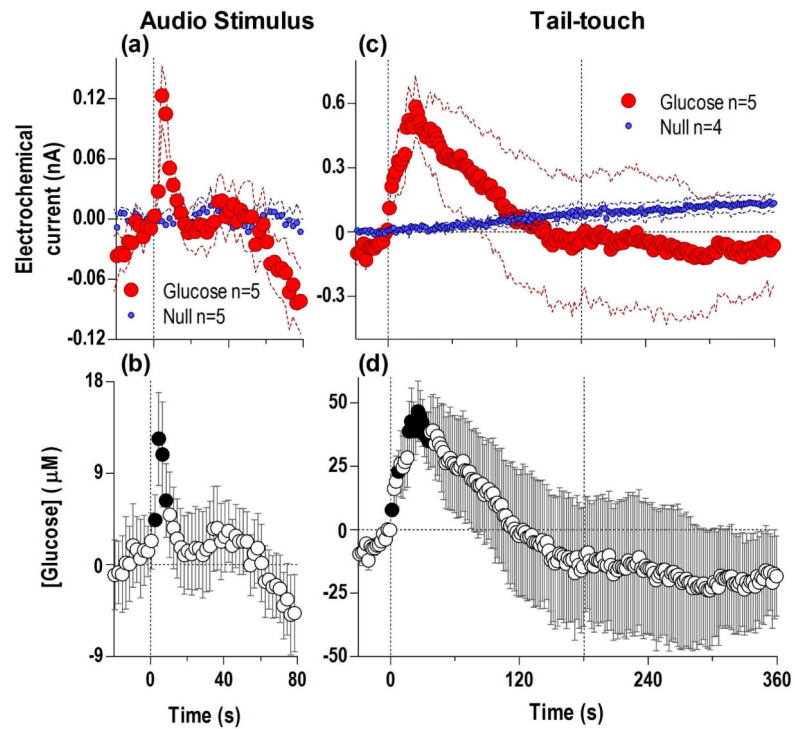 Audio Stimulus
Tail-touch
(a)
(c)
Electrochemical
current (nA)
0.12
0.06
0.00
-0.06
-0.12
Glucose n=5
Null n=5
0.6
0.3
0
-0.3
Glucose n=5
Null n=4
(b)
(d)
[Glucose] (μM)
18
9
0
-9
0
40
80
Time (s)
50
25
0
-25
-50
0
120
240
360
Time (s)